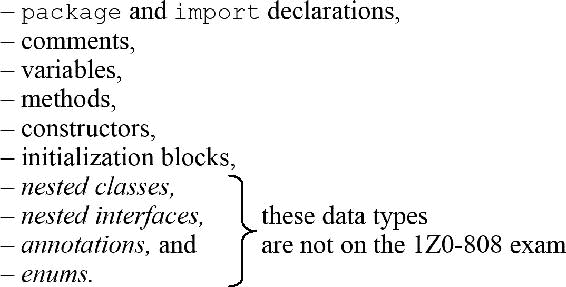 – package and import declarations,
– comments,
– variables,
– methods,
– constructors,
– initialization blocks,
– nested classes,
– nested interfaces,
– annotations, and
– enums.
these data types
are not on the 1Z0-808 exam